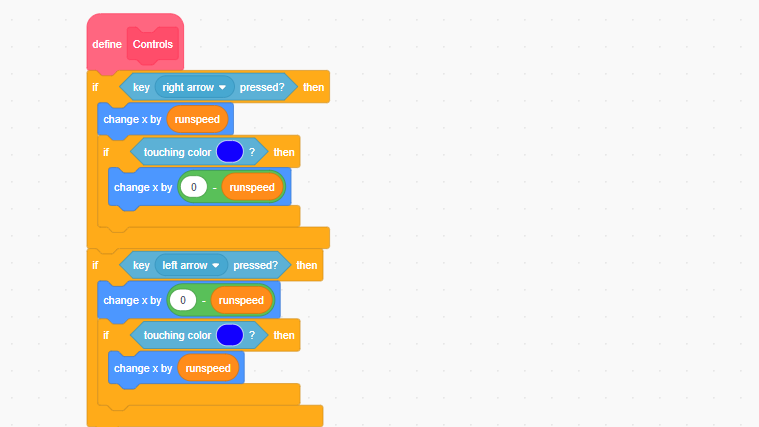 define Controls
if key right arrow pressed? then
change x by runspeed
if touching color ? then
change x by 0 - runspeed
if key left arrow pressed? then
change x by 0 - runspeed
if touching color ? then
change x by runspeed